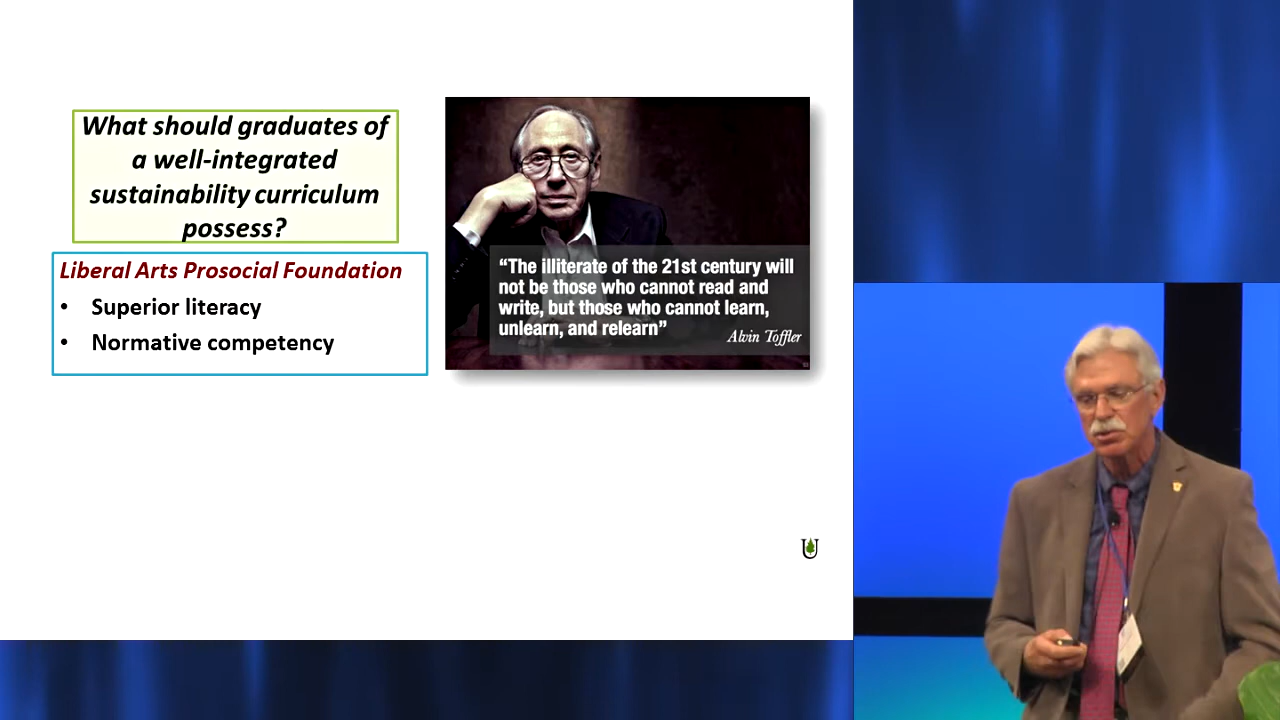 What should graduates of
a well-integrated
sustainability curriculum
possess?
Liberal Arts Prosocial Foundation
• Superior literacy
• Normative competency
“The illiterate of the 21st century will
not be those who cannot read and
write, but those who cannot learn,
unlearn, and relearn”
Alvin Toffler
U